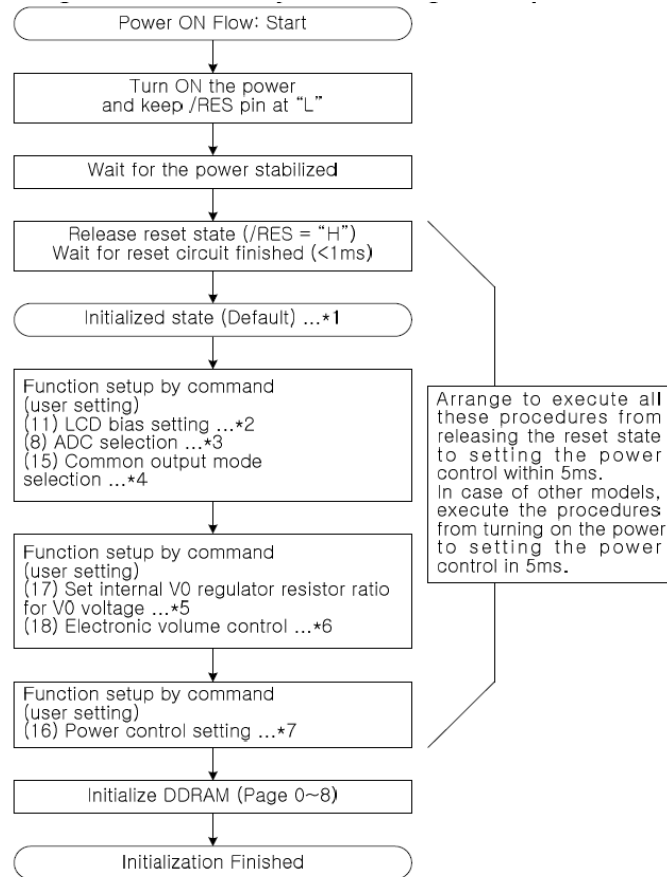 Power ON Flow: Start
Turn ON the power
and keep /RES pin at “L”
Wait for the power stabilized
Release reset state (/RES = “H”)
Wait for reset circuit finished (<1ms)
Initialized state (Default) ...*1
Function setup by command
(user setting)
(11) LCD bias setting ...*2
(8) ADC selection ...*3
(15) Common output mode
selection ...*4
Function setup by command
(user setting)
(17) Set internal V0 regulator resistor ratio
for V0 voltage ...*5
(18) Electronic volume control ...*6
Function setup by command
(user setting)
(16) Power control setting ...*7
Initialize DDRAM (Page 0~8)
Initialization Finished
Arrange to execute all
these procedures from
releasing the reset state
to setting the power
control within 5ms.
In case of other models,
execute the procedures
from turning on the power
to setting the power
control in 5ms.